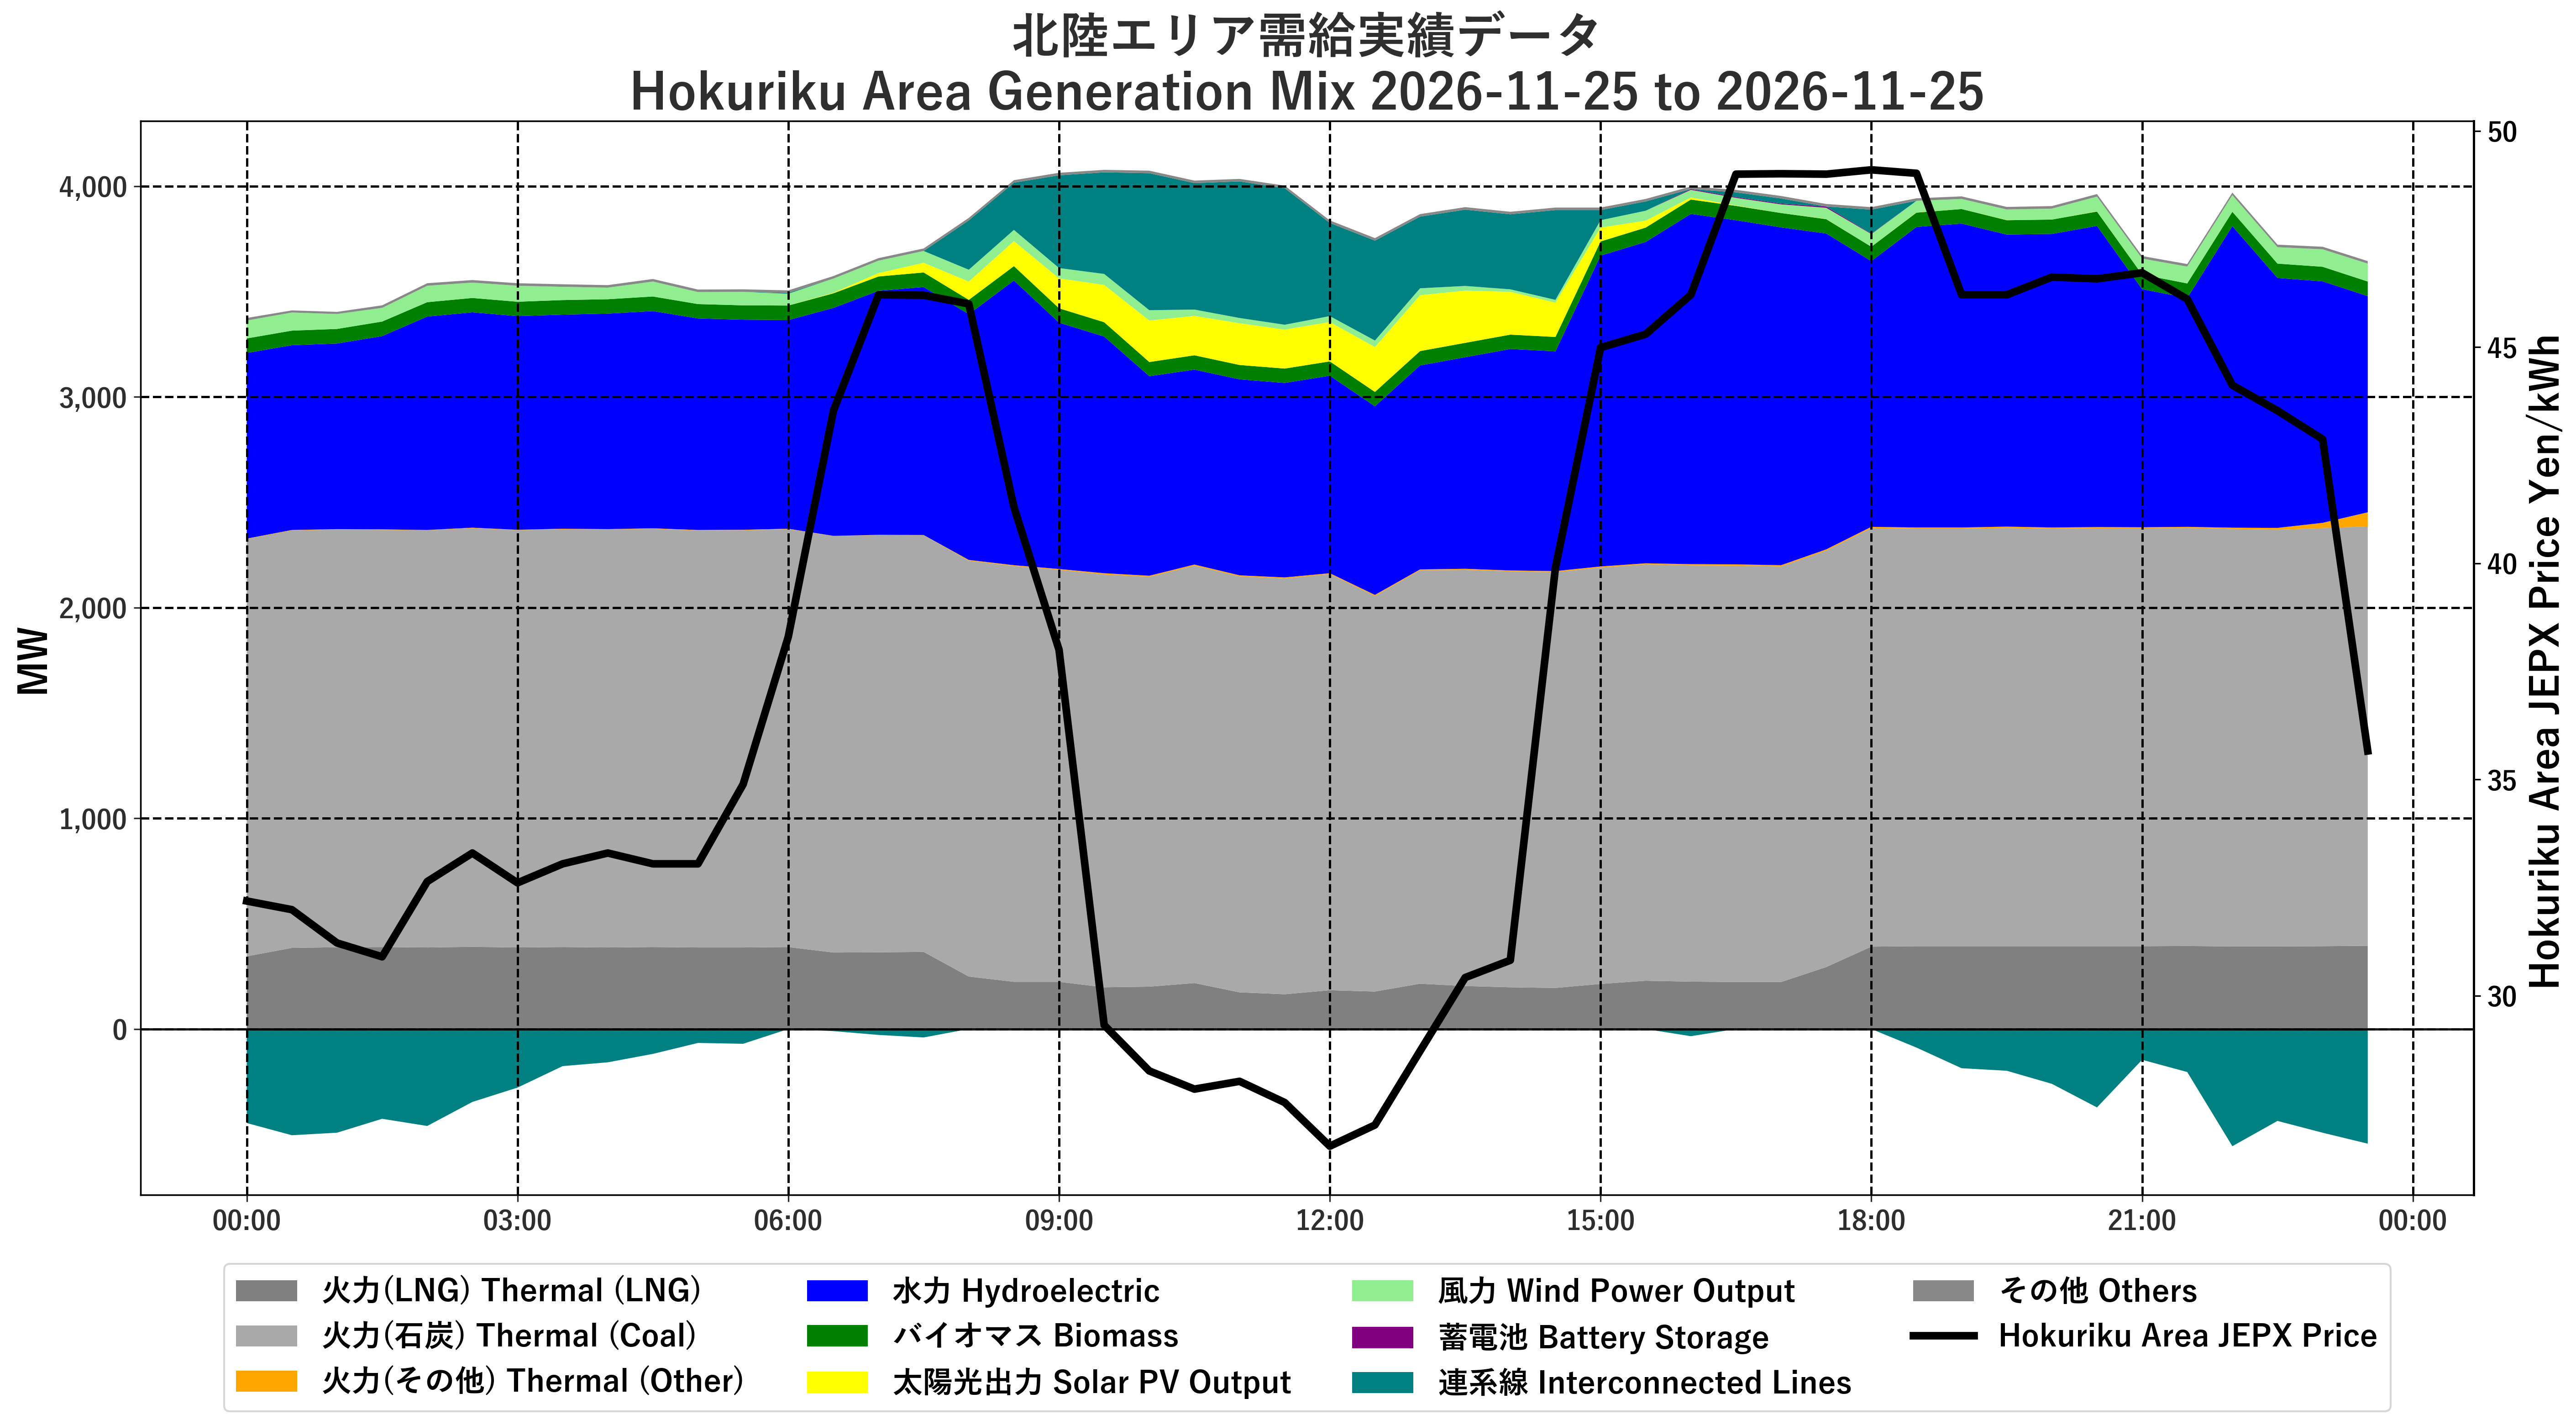 北陸エリア需給実績データ
Hokuriku Area Generation Mix 2026-11-25 to 2026-11-25
MW
4,000
3,000
2,000
1,000
0
50
45
40
35
30
Hokuriku Area JEPX Price Yen/kWh
00:00 03:00 06:00 09:00 12:00 15:00 18:00 21:00 00:00
火力(LNG) Thermal (LNG)
火力(石炭) Thermal (Coal)
火力(その他) Thermal (Other)
水力 Hydroelectric
バイオマス Biomass
太陽光出力 Solar PV Output
風力 Wind Power Output
蓄電池 Battery Storage
連系線 Interconnected Lines
その他 Others
Hokuriku Area JEPX Price